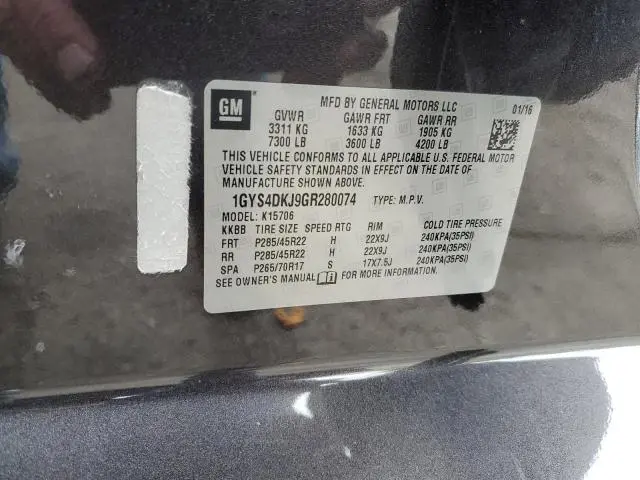 GM
MFD BY GENERAL MOTORS LLC
01/16
GVWR GAWR FRT GAWR RR
3311 KG 1633 KG 1905 KG
7300 LB 3600 LB 4200 LB
THIS VEHICLE CONFORMS TO ALL APPLICABLE U.S. FEDERAL MOTOR
VEHICLE SAFETY STANDARDS IN EFFECT ON THE DATE OF
MANUFACTURE SHOWN ABOVE.
1GYS4DKJ9GR280074 TYPE: M.P.V.
MODEL: K15706
KKBB TIRE SIZE SPEED RTG RIM COLD TIRE PRESSURE
FRT P285/45R22 H 22X9J 240KPA(35PSI)
RR P285/45R22 H 22X9J 240KPA(35PSI)
SPA P265/70R17 S 17X7.5J 240KPA(35PSI)
SEE OWNER'S MANUAL FOR MORE INFORMATION.